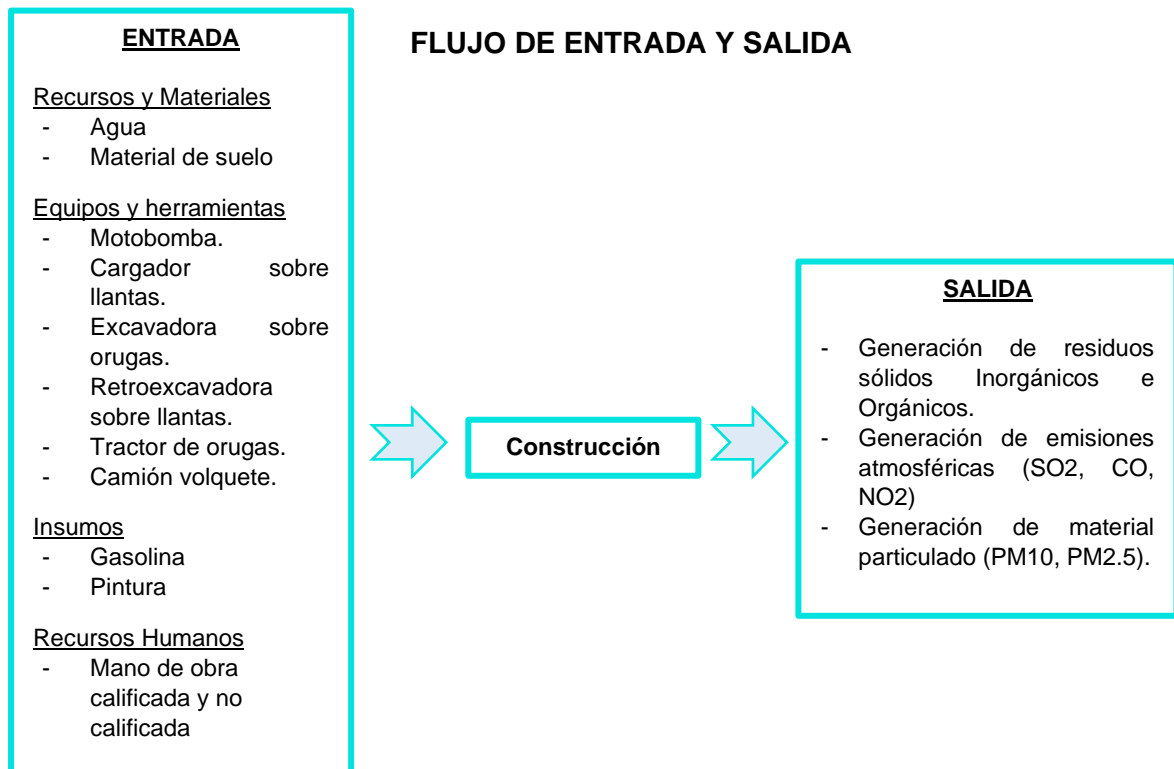 FLUJO DE ENTRADA Y SALIDA
ENTRADA
Recursos y Materiales
- Agua
- Material de suelo
Equipos y herramientas
- Motobomba.
- Cargador sobre
llantas.
- Excavadora sobre
orugas.
- Retroexcavadora
sobre llantas.
- Tractor de orugas.
- Camión volquete.
Insumos
- Gasolina
- Pintura
Recursos Humanos
- Mano de obra
calificada y no
calificada
Construcción
SALIDA
- Generación de residuos
sólidos Inorgánicos e
Orgánicos.
- Generación de emisiones
atmosféricas (SO2, CO,
NO2)
- Generación de material
particulado (PM10, PM2.5).